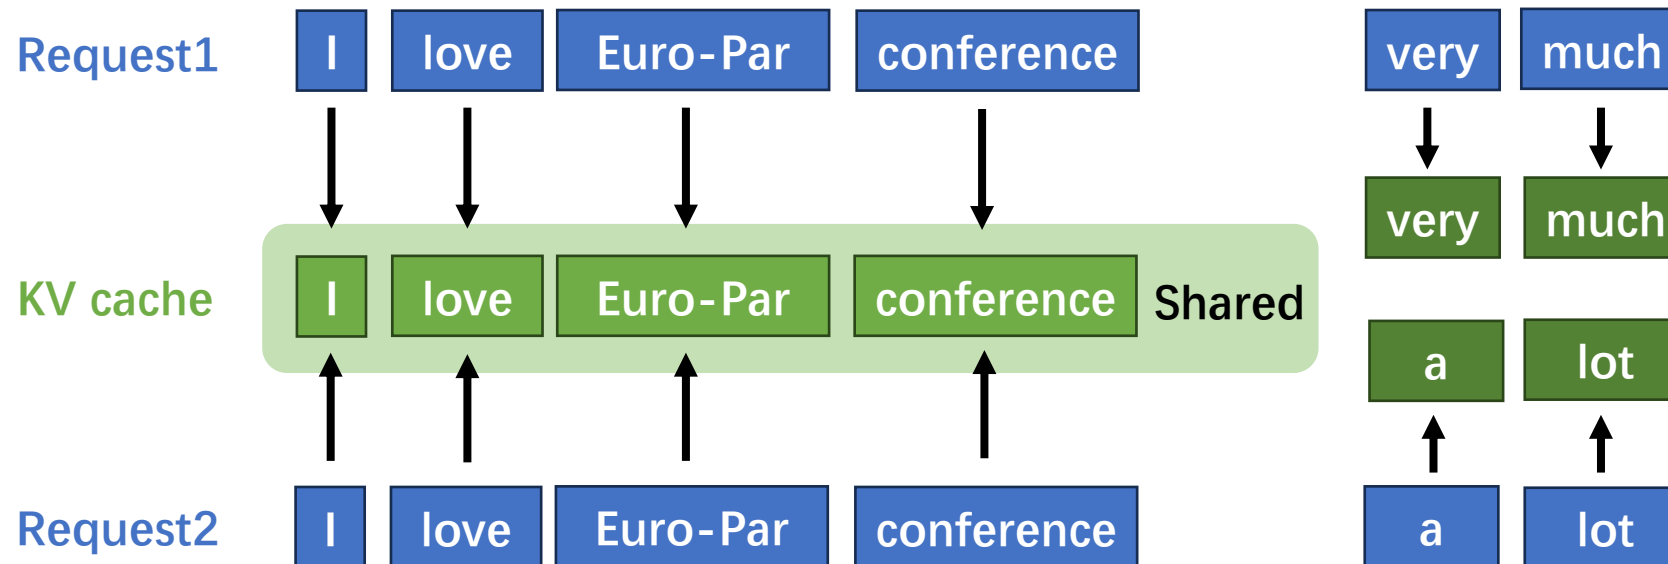 Request1 I love Euro-Par conference very much
very much
KV cache I love Euro-Par conference Shared
a lot
Request2 I love Euro-Par conference a lot